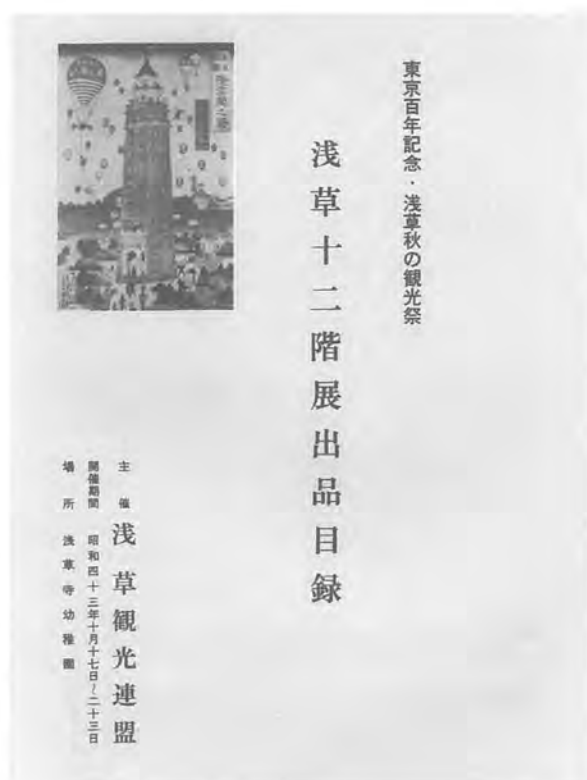 東京百年記念・浅草秋の観光祭
浅草十二階展出品目録
主催 浅草観光連盟
開催期間 昭和四十三年十月十七日~二十三日
場所 浅草寺幼稚園